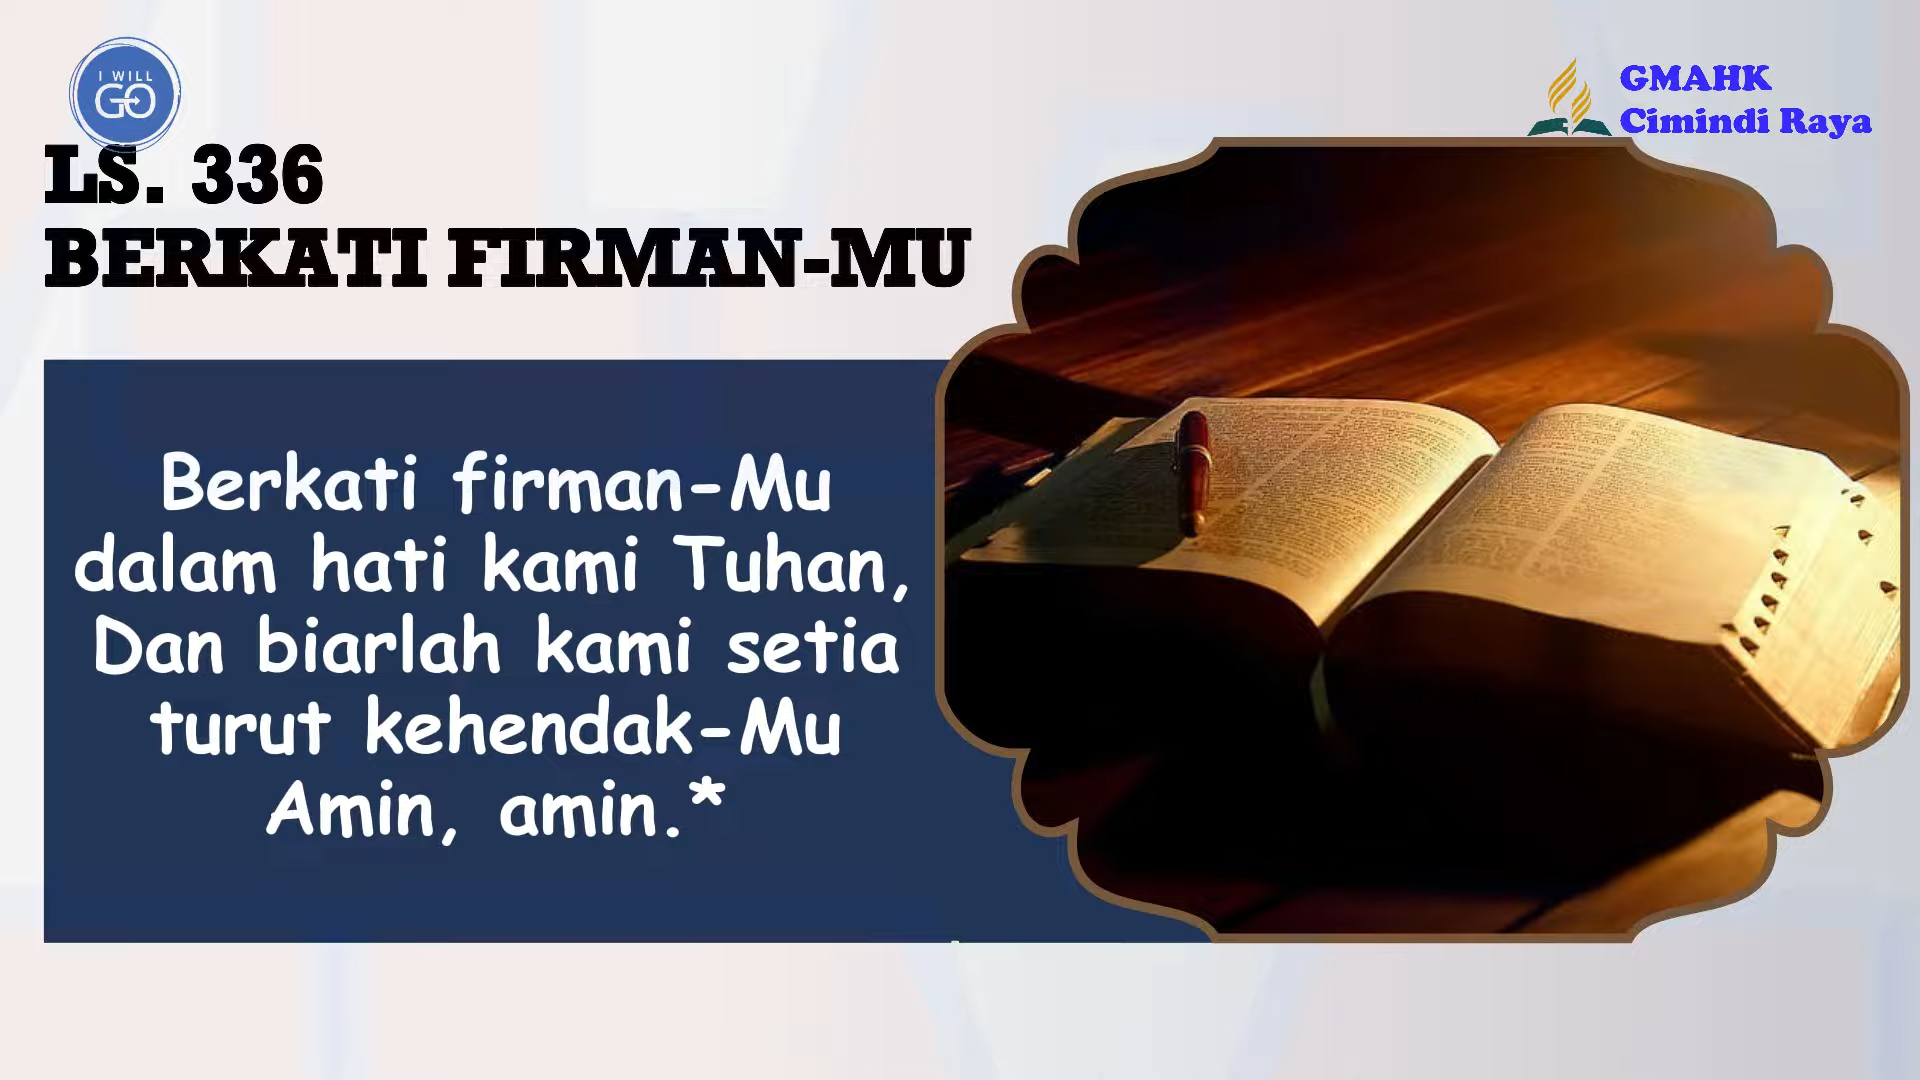 I WILL
GO
GMAHK
Cimindi Raya
LS. 336
BERKATI FIRMAN-MU
Berkati firman-Mu
dalam hati kami Tuhan,
Dan biarlah kami setia
turut kehendak-Mu
Amin, amin.*